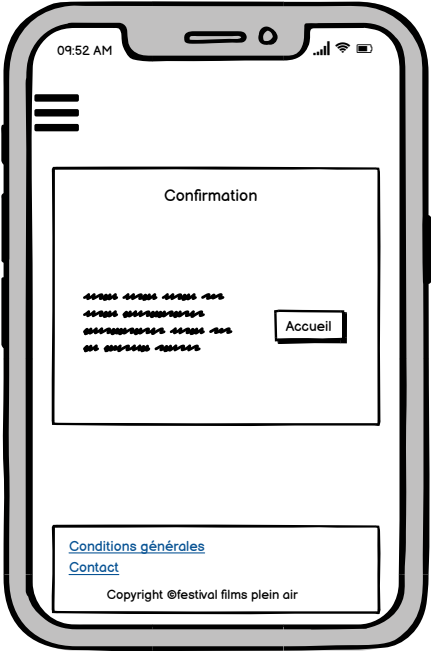 09:52 AM
Confirmation
Accueil
Conditions générales
Contact
Copyright ©festival films plein air